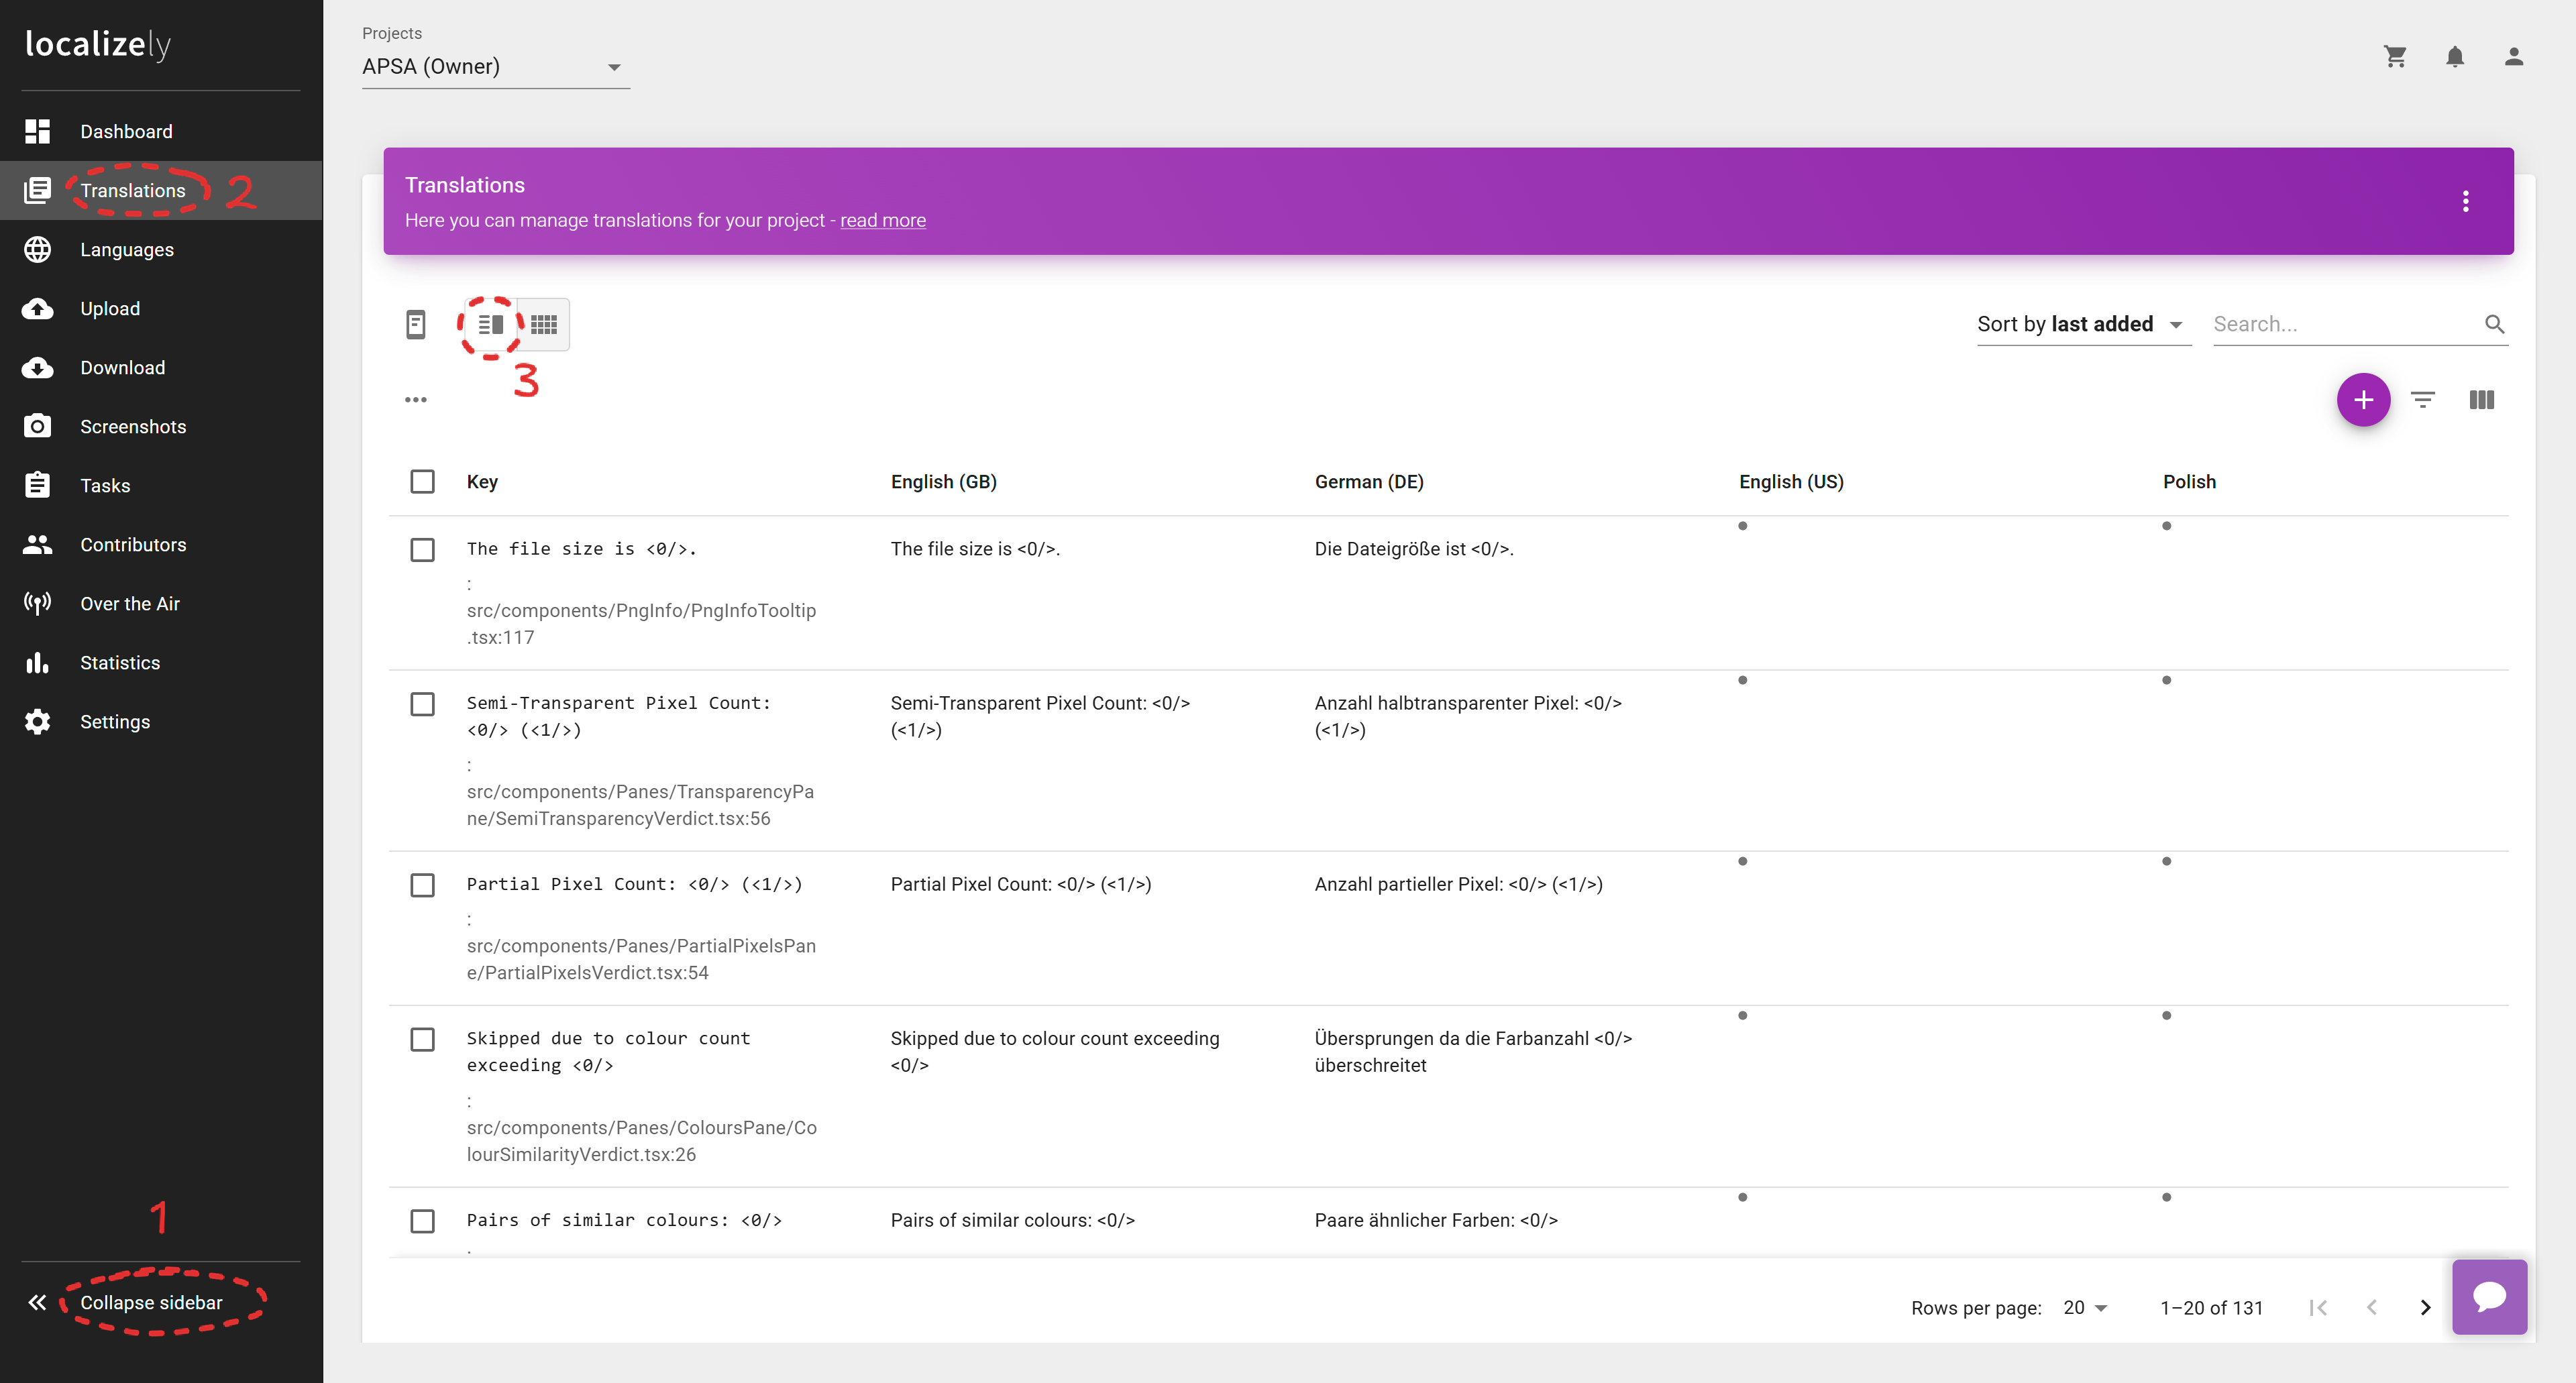 localizely
Projects
APSA (Owner)
Dashboard
Translations 2
Languages
Upload
Download
Screenshots
Tasks
Contributors
Over the Air
Statistics
Settings
1
Collapse sidebar
Translations
Here you can manage translations for your project - read more
3
Sort by last added
Search...
Key English (GB) German (DE) English (US) Polish
The file size is <0/>.
:
src/components/PngInfo/PngInfoTooltip
.tsx:117
The file size is <0/>.
Die Dateigröße ist <0/>.
Semi-Transparent Pixel Count:
<0/> (<1/>)
:
src/components/Panes/TransparencyPa
ne/SemiTransparencyVerdict.tsx:56
Semi-Transparent Pixel Count: <0/>
(<1/>)
Anzahl halbtransparenter Pixel: <0/>
(<1/>)
Partial Pixel Count: <0/> (<1/>)
:
src/components/Panes/PartialPixelsPan
e/PartialPixelsVerdict.tsx:54
Partial Pixel Count: <0/> (<1/>)
Anzahl partieller Pixel: <0/> (<1/>)
Skipped due to colour count
exceeding <0/>
:
src/components/Panes/ColoursPane/Co
lourSimilarityVerdict.tsx:26
Skipped due to colour count exceeding
<0/>
Übersprungen da die Farbanzahl <0/>
überschreitet
Pairs of similar colours: <0/>
Pairs of similar colours: <0/>
Paare ähnlicher Farben: <0/>
Rows per page: 20 1–20 of 131